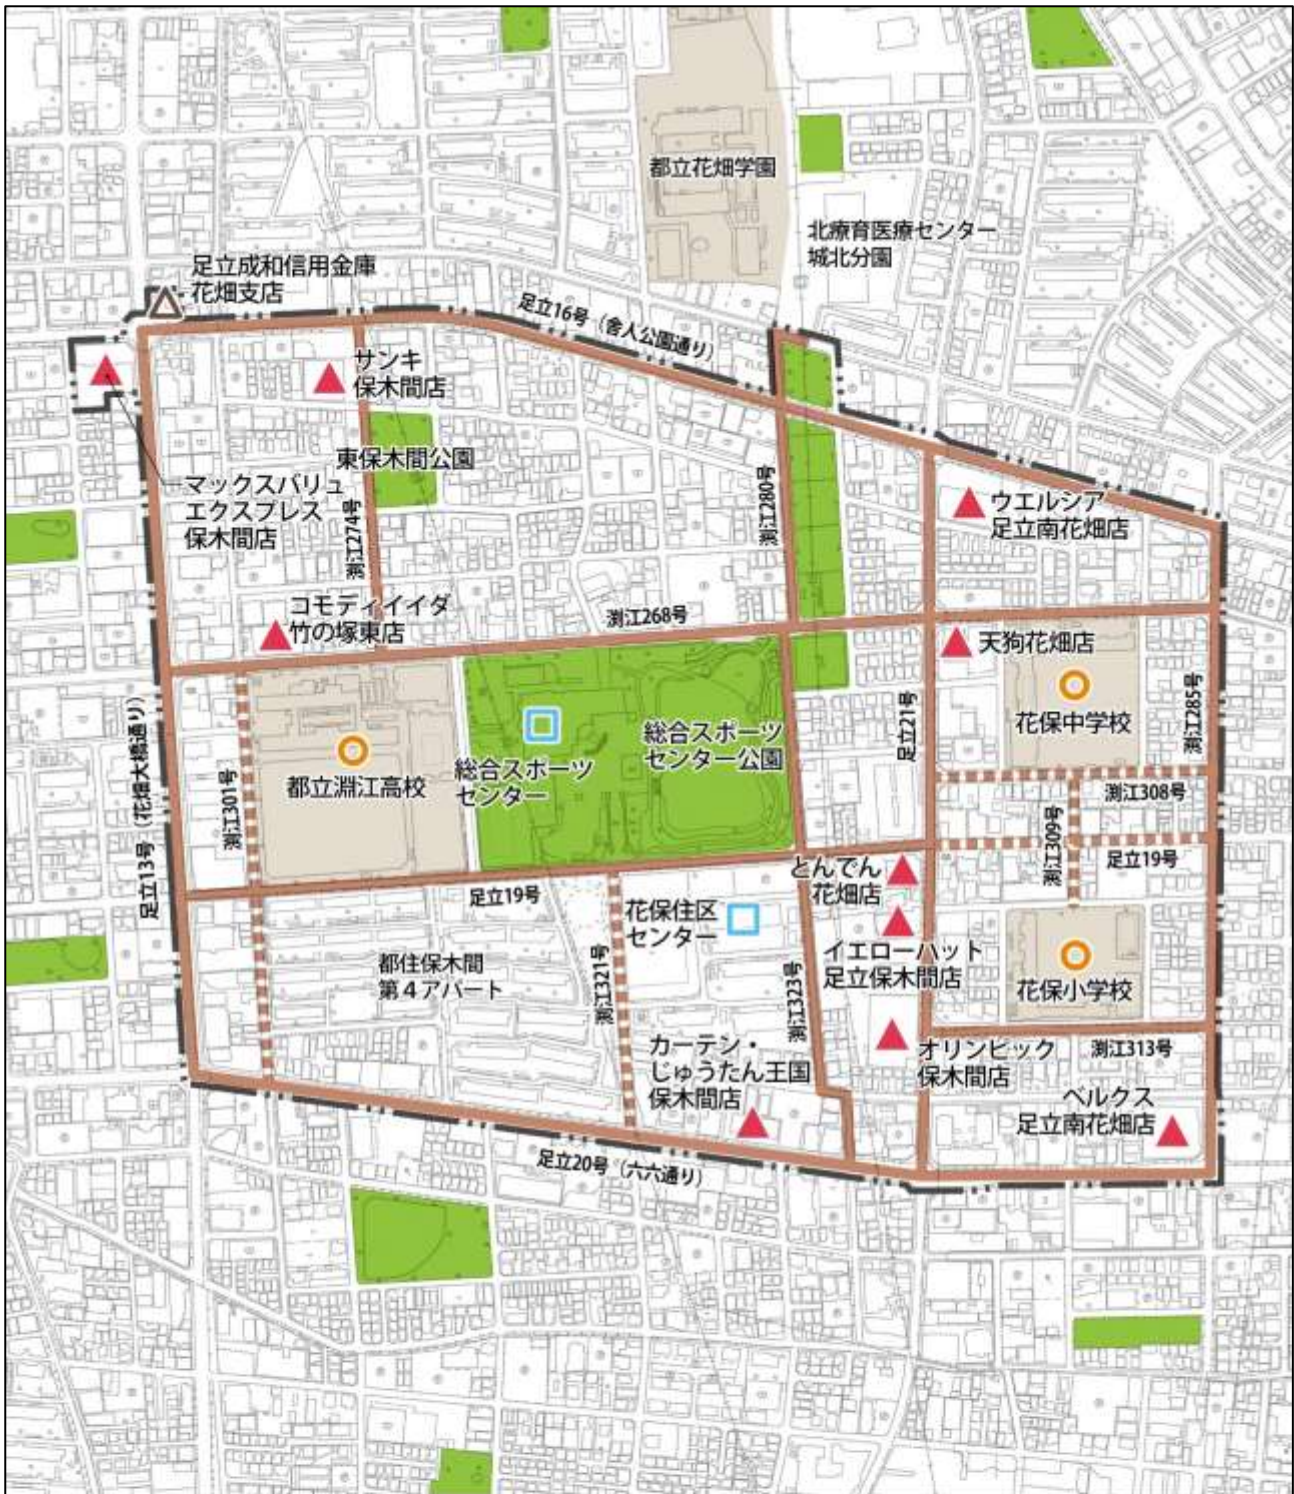 都立花畑学園
北療育医療センター
城北分園
足立成和信用金庫
花畑支店
足立16号（舎人公園通り）
サンキ
保木間店
東保木間公園
マックスバリュ
エクスプレス
保木間店
渕江274号
渕江280号
ウエルシア
足立南花畑店
コモディイイダ
竹の塚東店
渕江268号
天狗花畑店
花保中学校
渕江285号
足立21号
足立13号（花畑大橋通り）
渕江301号
都立淵江高校
総合スポーツ
センター
総合スポーツ
センター公園
渕江308号
渕江309号
足立19号
とんでん
花畑店
足立19号
花保住区
センター
イエローハット
足立保木間店
都住保木間
第４アパート
渕江321号
渕江323号
花保小学校
カーテン・
じゅうたん王国
保木間店
オリンピック
保木間店
渕江313号
ベルクス
足立南花畑店
足立20号（六六通り）